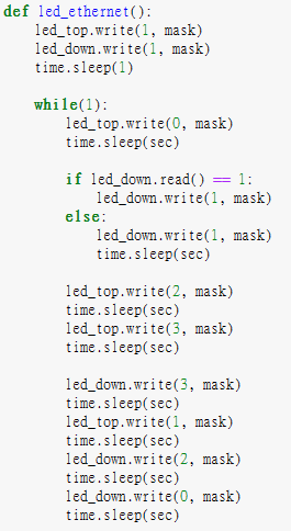 def led_ethernet():
    led_top.write(1, mask)
    led_down.write(1, mask)
    time.sleep(1)

    while(1):
        led_top.write(0, mask)
        time.sleep(sec)

        if led_down.read() == 1:
            led_down.write(1, mask)
        else:
            led_down.write(1, mask)
            time.sleep(sec)

        led_top.write(2, mask)
        time.sleep(sec)
        led_top.write(3, mask)
        time.sleep(sec)

        led_down.write(3, mask)
        time.sleep(sec)
        led_top.write(1, mask)
        time.sleep(sec)
        led_down.write(2, mask)
        time.sleep(sec)
        led_down.write(0, mask)
        time.sleep(sec)